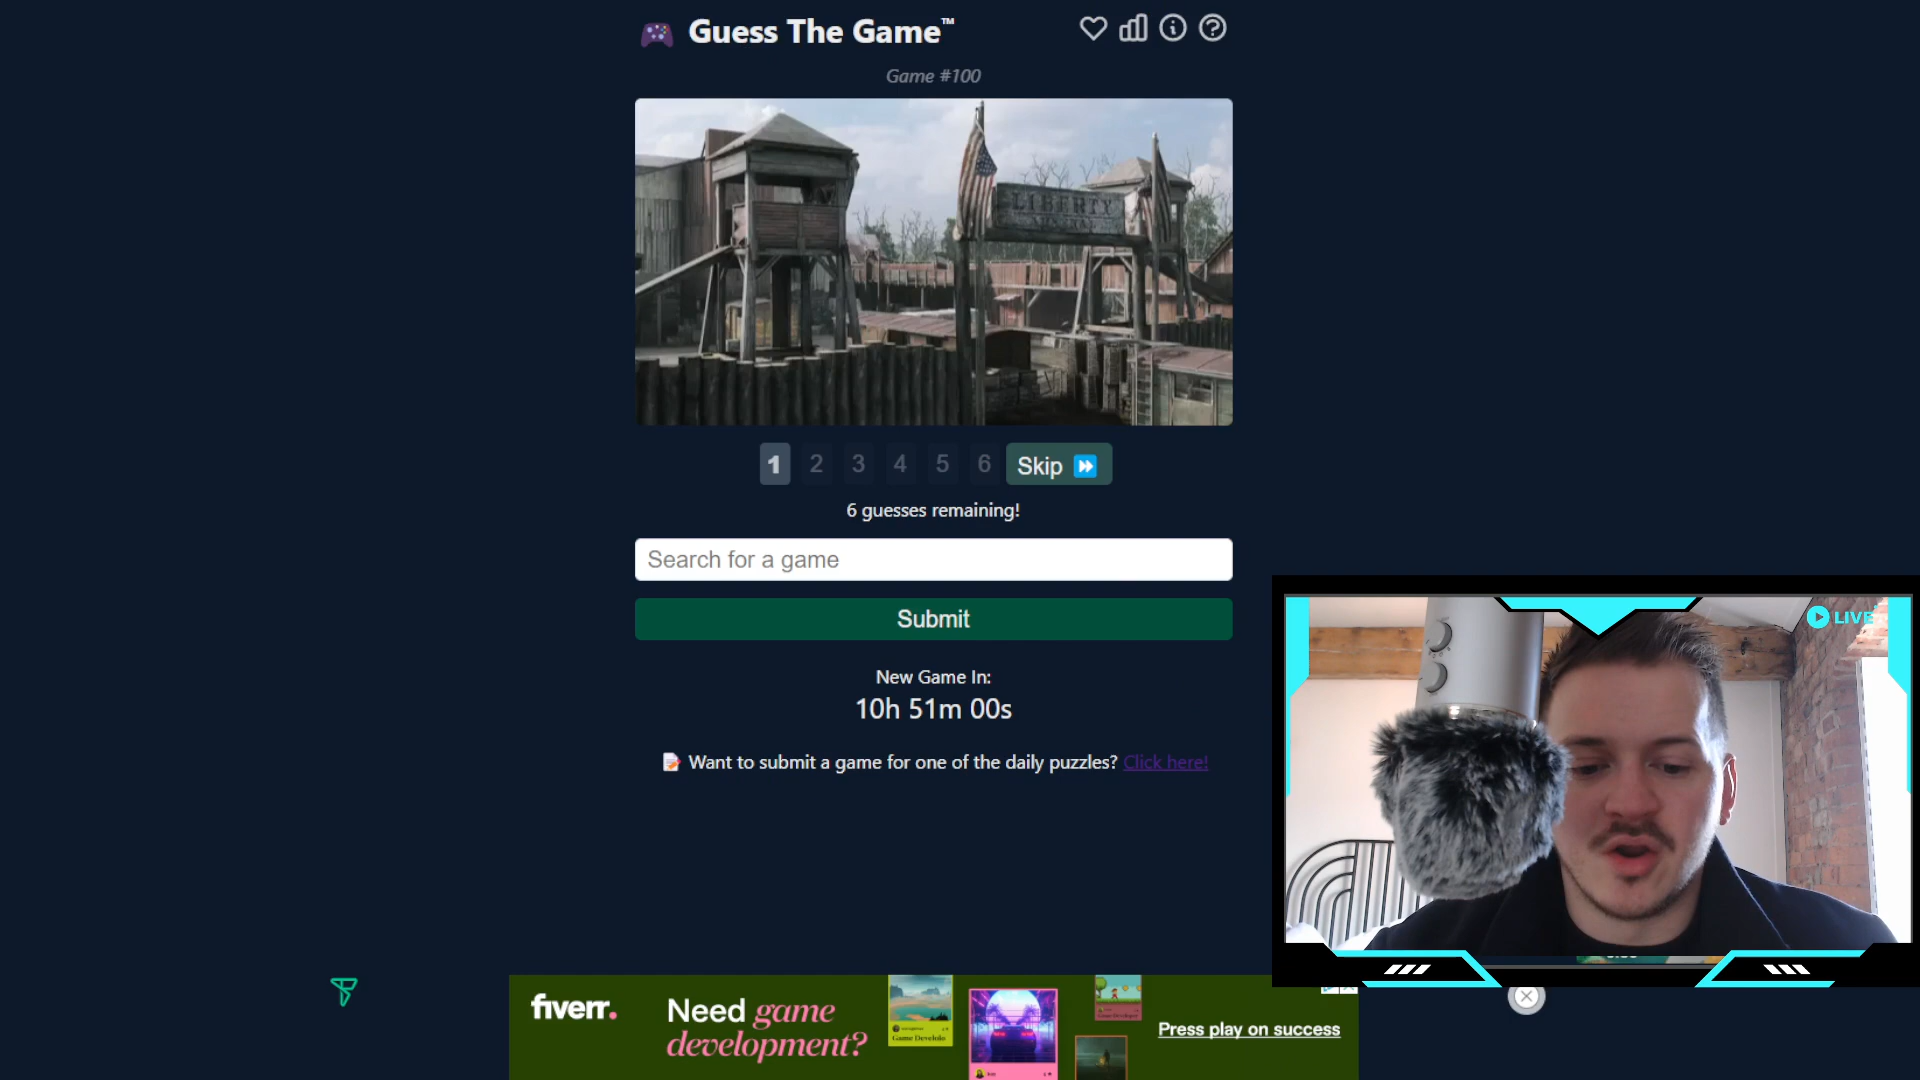 Guess The Game™
Game #100
LIBERTY
1 2 3 4 5 6 Skip
6 guesses remaining!
Search for a game
Submit
New Game In:
10h 51m 00s
Want to submit a game for one of the daily puzzles? Click here!
LIVE
fiverr.
Need game
development?
Press play on success